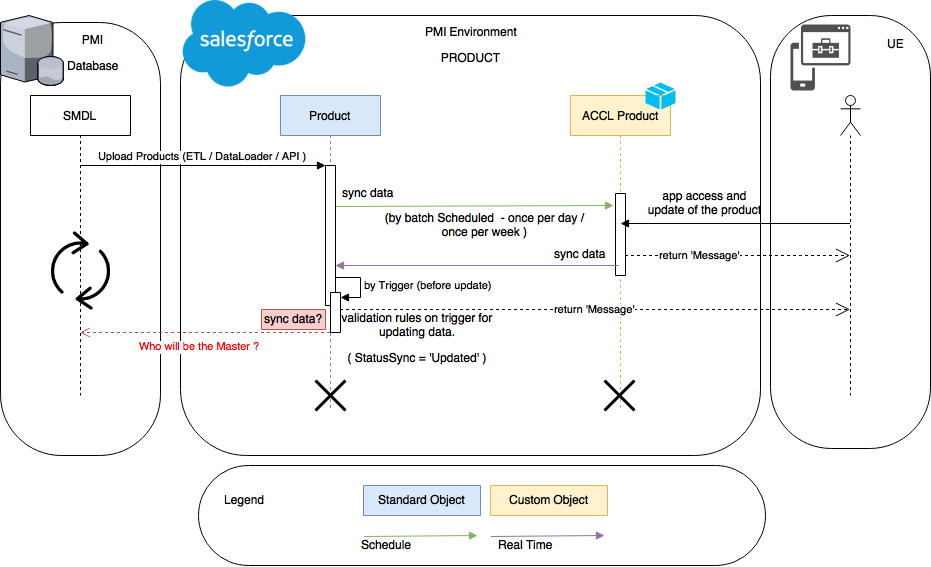 PMI
Database
salesforce
PMI Environment
PRODUCT
UE
SMDL
Product
ACCL Product
Upload Products (ETL / DataLoader / API )
sync data
(by batch Scheduled - once per day /
once per week )
app access and
update of the product
sync data
return 'Message'
by Trigger (before update)
return 'Message'
sync data?
validation rules on trigger for
updating data.
Who will be the Master ?
( StatusSync = 'Updated' )
Legend
Standard Object
Custom Object
Schedule
Real Time